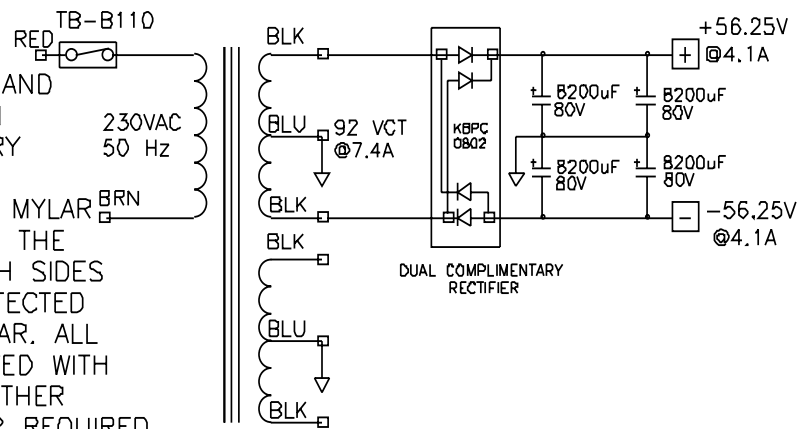 TB-B110
RED
AND
RY
230VAC
50 Hz
MYLAR
BRN
THE
H SIDES
TECTED
AR. ALL
ED WITH
THER
REQUIRED
BLK
BLU
92 VCT
@7.4A
BLK
BLK
BLU
BLK
KBPC
0802
DUAL COMPLIMENTARY
RECTIFIER
+
8200uF
80V
+
8200uF
80V
+
8200uF
80V
+
8200uF
80V
+
+56.25V
@4.1A
-
-56.25V
@4.1A